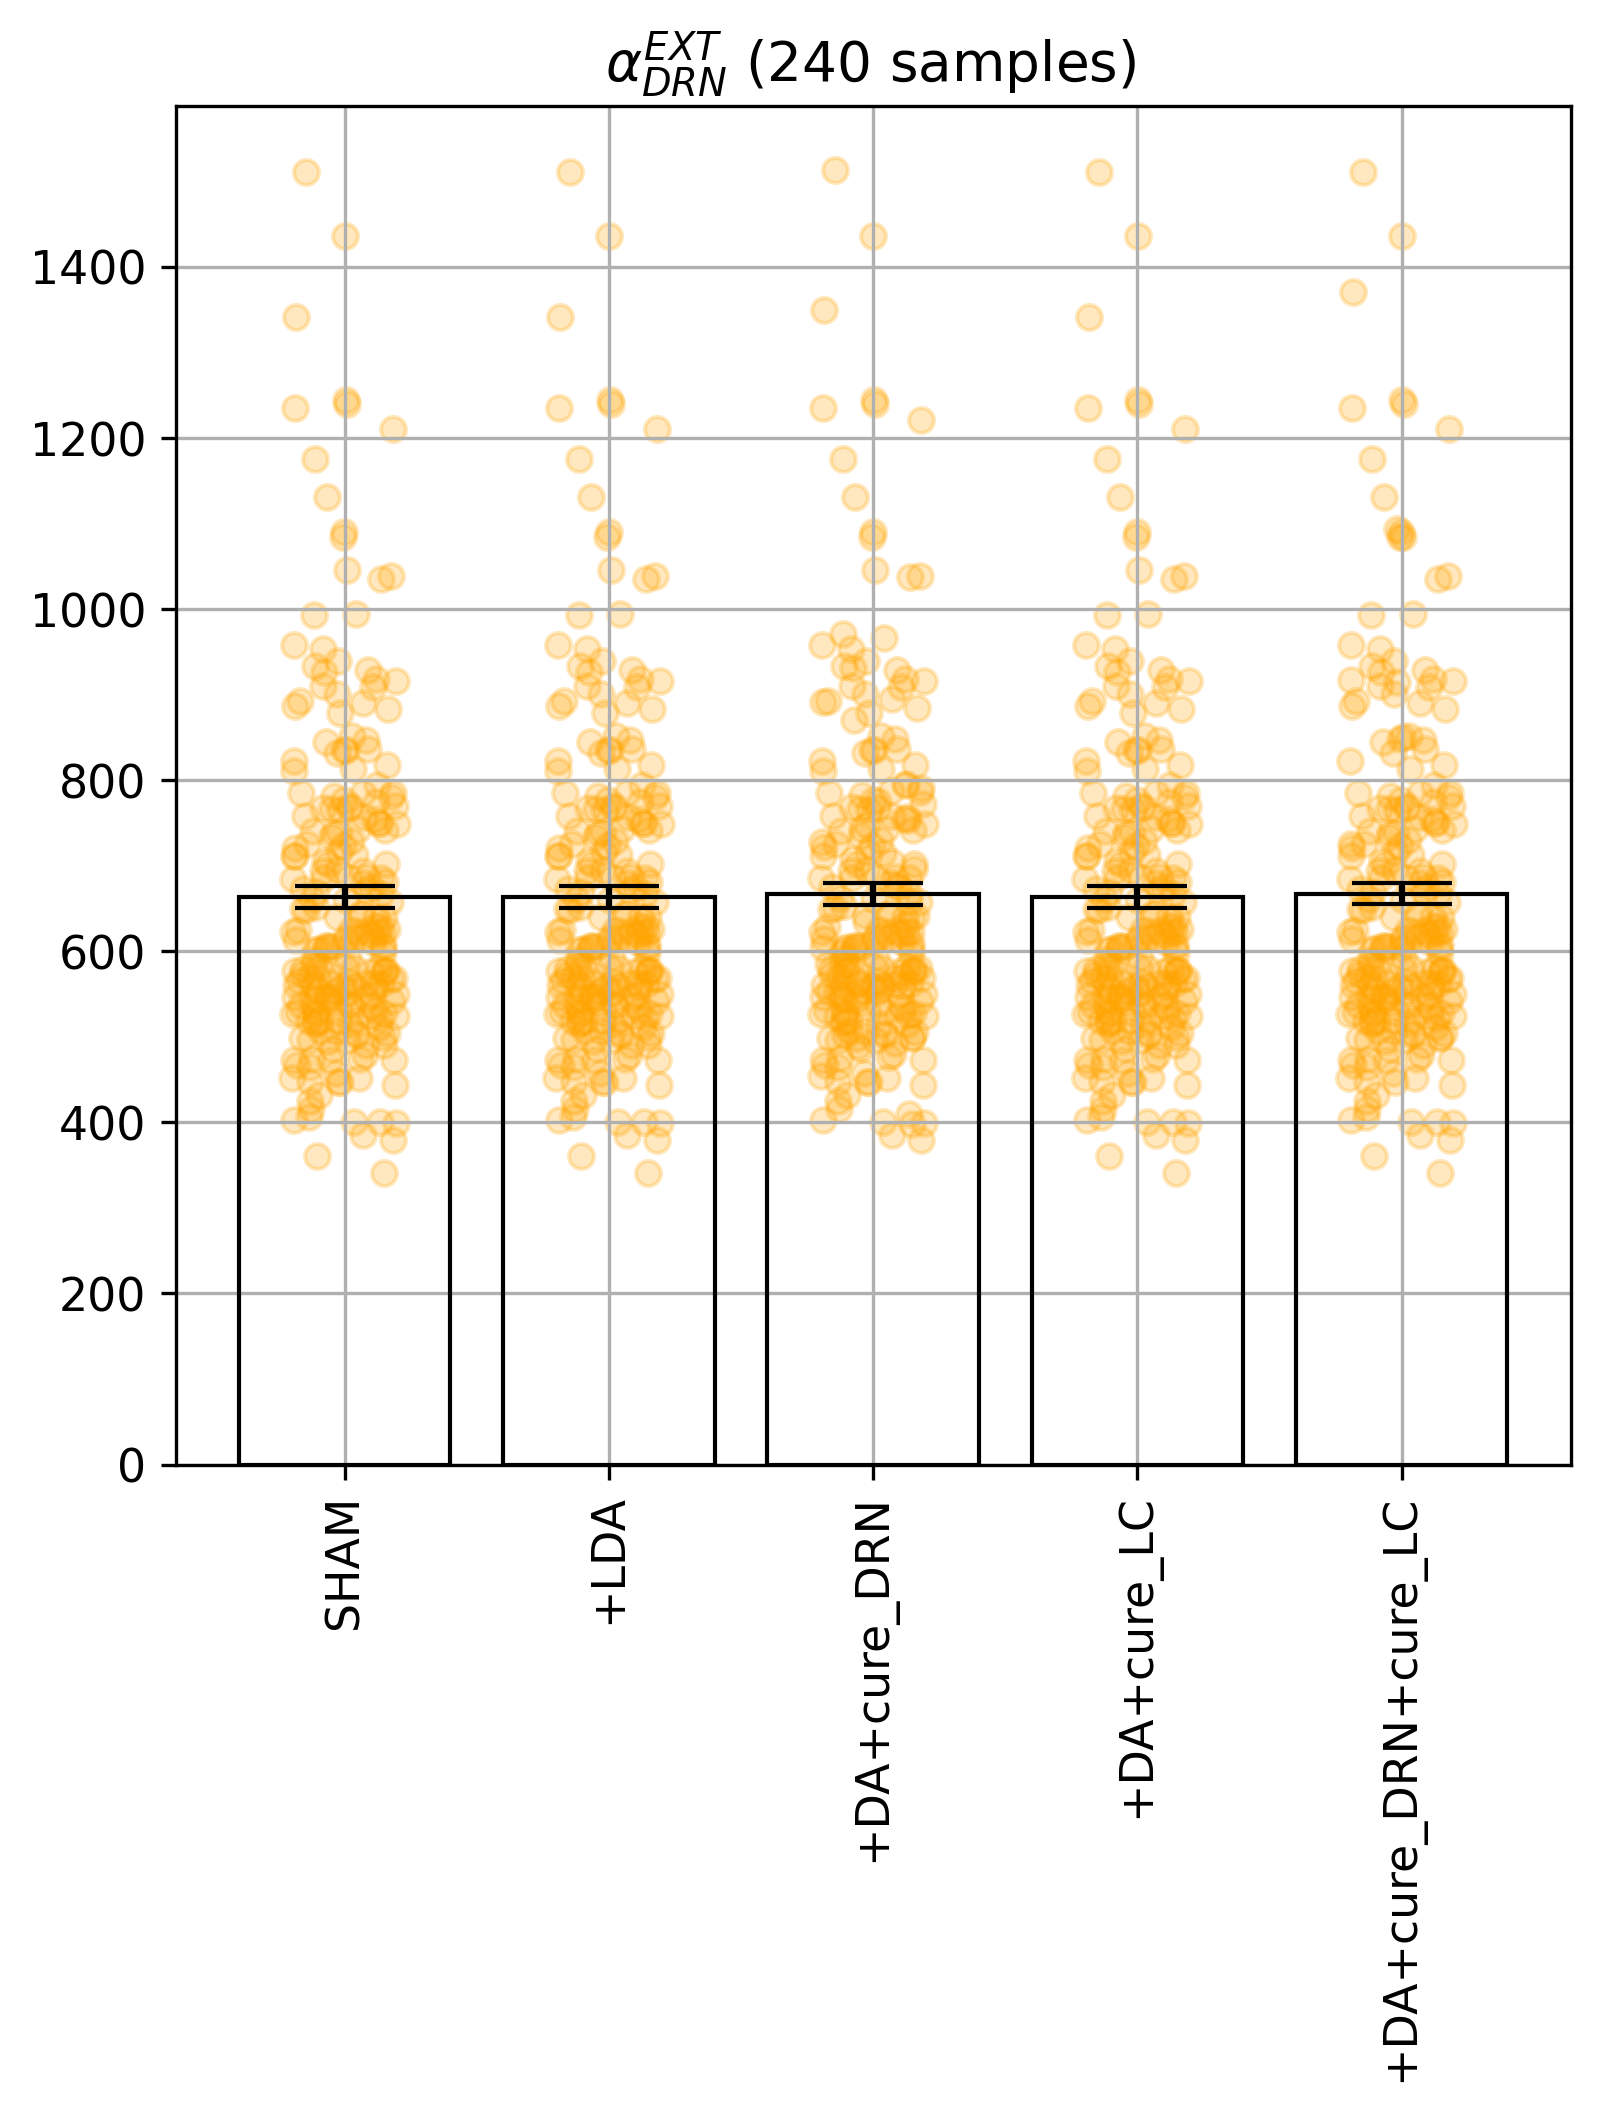 α_DRN^EXT (240 samples)
1400
1200
1000
800
600
400
200
0
SHAM
+LDA
+DA+cure_DRN
+DA+cure_LC
+DA+cure_DRN+cure_LC